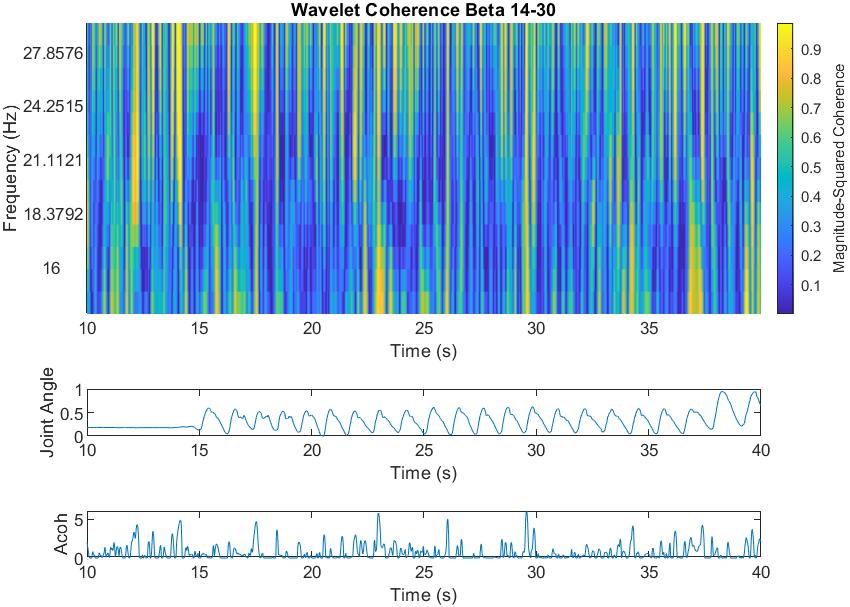 Wavelet Coherence Beta 14-30
Frequency (Hz)
27.8576
24.2515
21.1121
18.3792
16
10 15 20 25 30 35
Time (s)
0.9
0.8
0.7
0.6
0.5
0.4
0.3
0.2
0.1
Magnitude-Squared Coherence
Joint Angle
1
0.5
0
10 15 20 25 30 35 40
Time (s)
Acoh
5
0
10 15 20 25 30 35 40
Time (s)